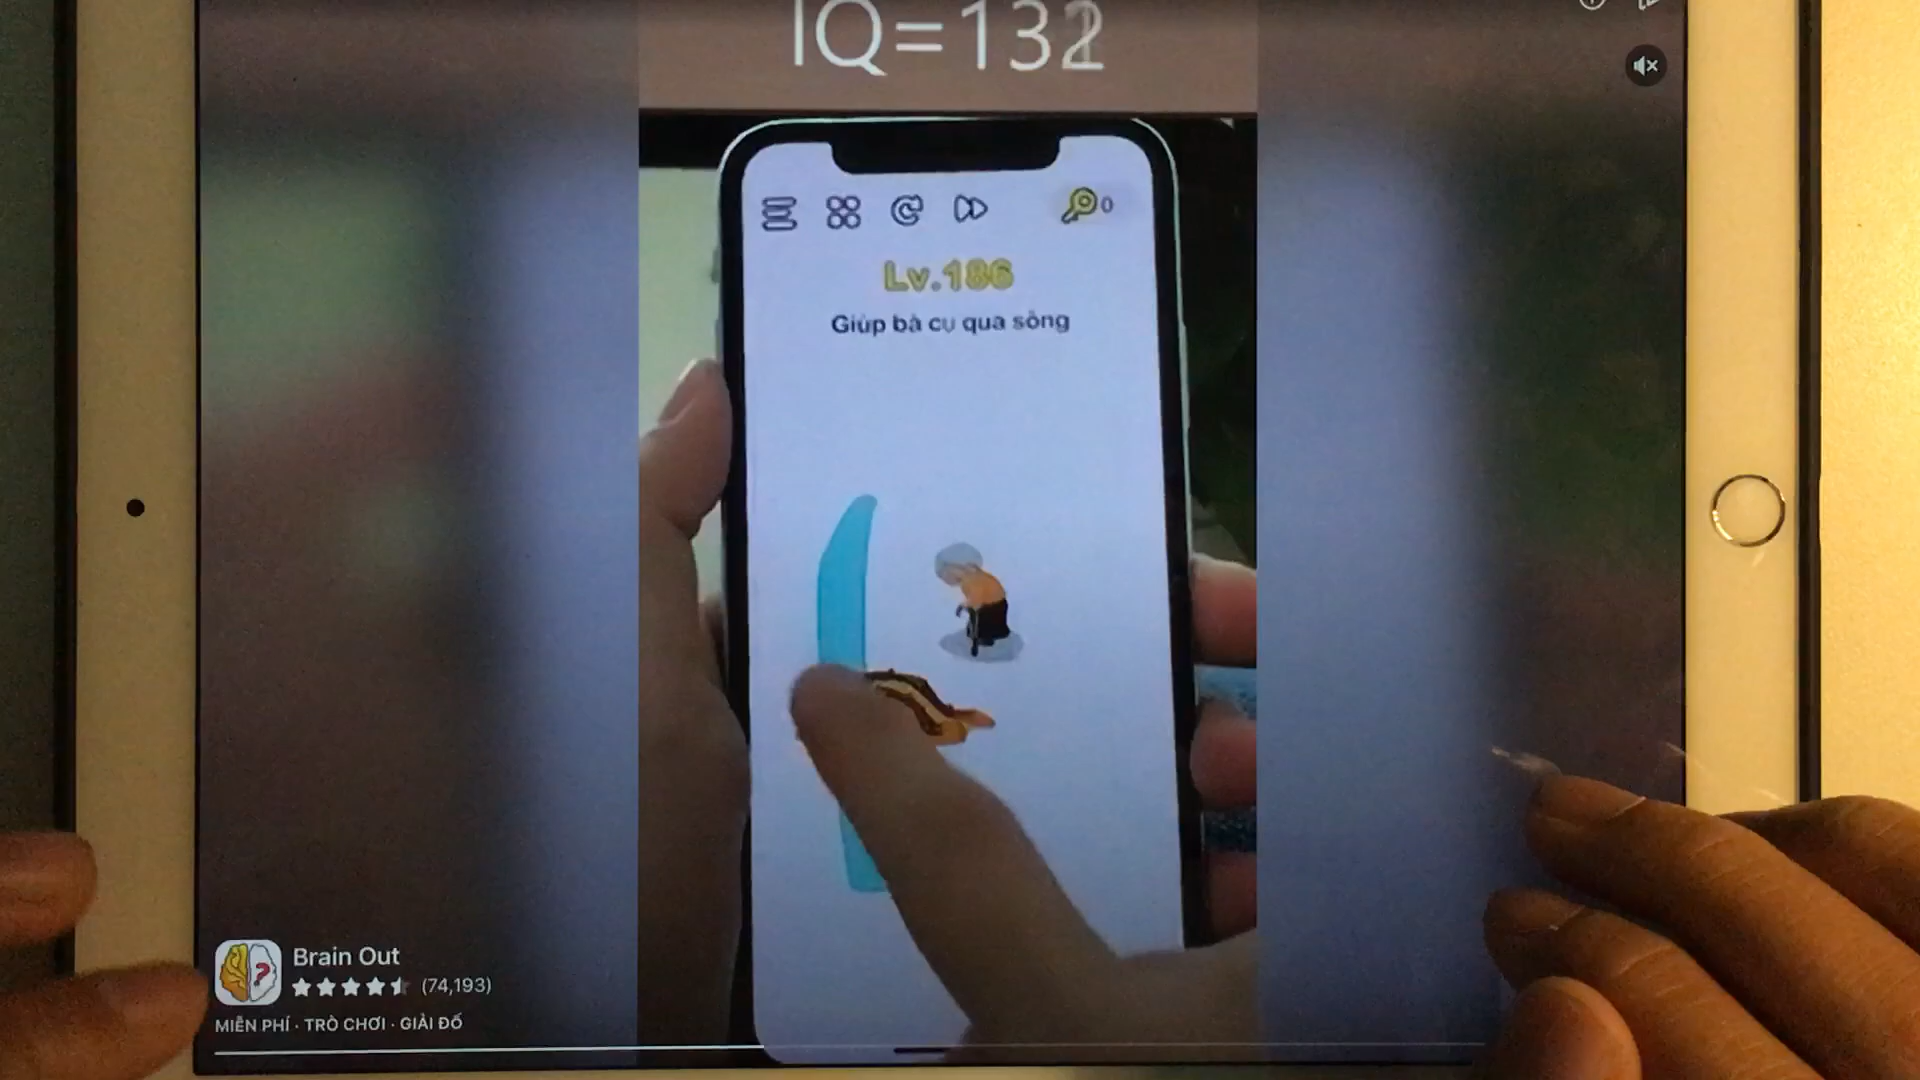 IQ=132
0
Lv.186
Giúp bà cụ qua sông
Brain Out
(74,193)
MIỄN PHÍ · TRÒ CHƠI · GIẢI ĐỐ